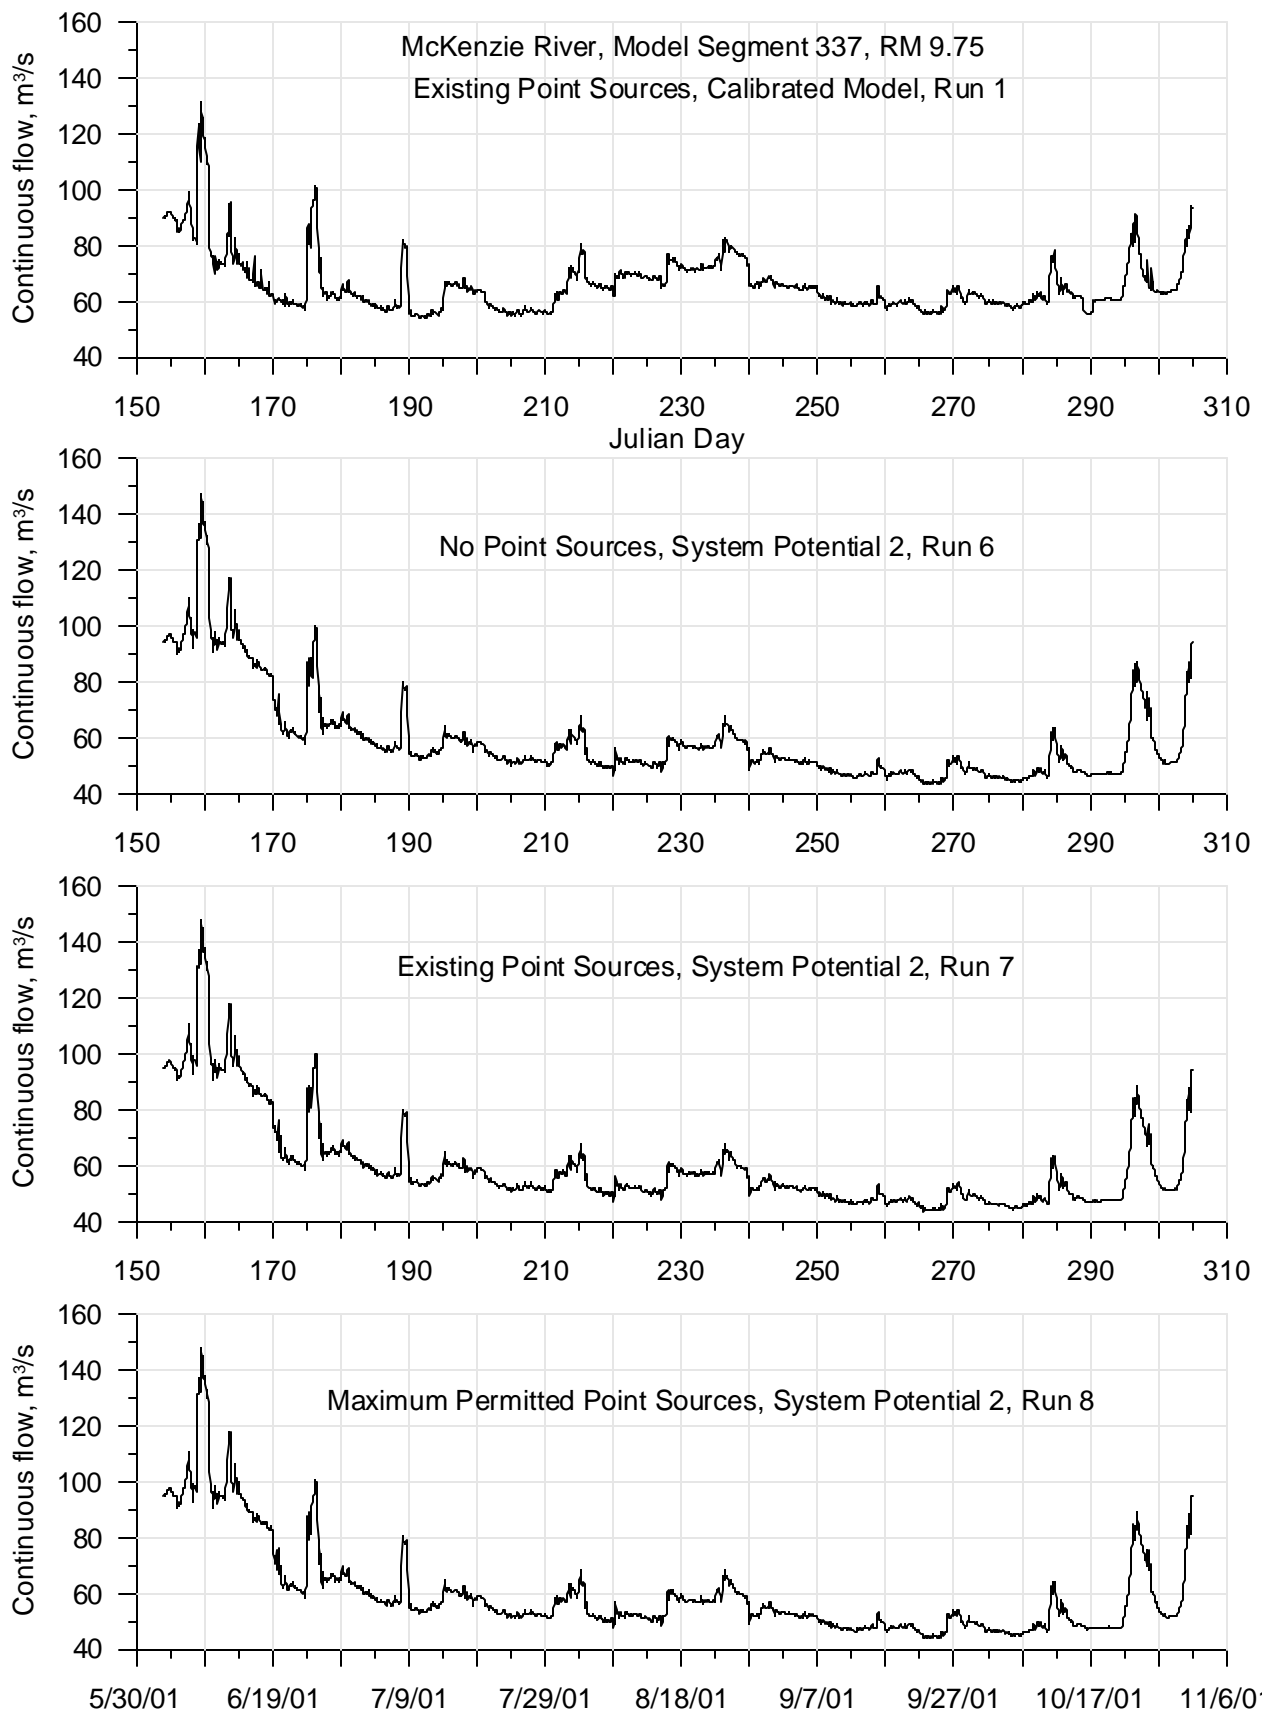 160
McKenzie River, Model Segment 337, RM 9.75
140
Existing Point Sources, Calibrated Model, Run 1
120
100
80
60
40
Continuous flow, m³/s
150 170 190 210 230 250 270 290 310
Julian Day
160
140
No Point Sources, System Potential 2, Run 6
120
100
80
60
40
Continuous flow, m³/s
150 170 190 210 230 250 270 290 310
160
140
Existing Point Sources, System Potential 2, Run 7
120
100
80
60
40
Continuous flow, m³/s
150 170 190 210 230 250 270 290 310
160
140
Maximum Permitted Point Sources, System Potential 2, Run 8
120
100
80
60
40
Continuous flow, m³/s
5/30/01 6/19/01 7/9/01 7/29/01 8/18/01 9/7/01 9/27/01 10/17/01 11/6/01